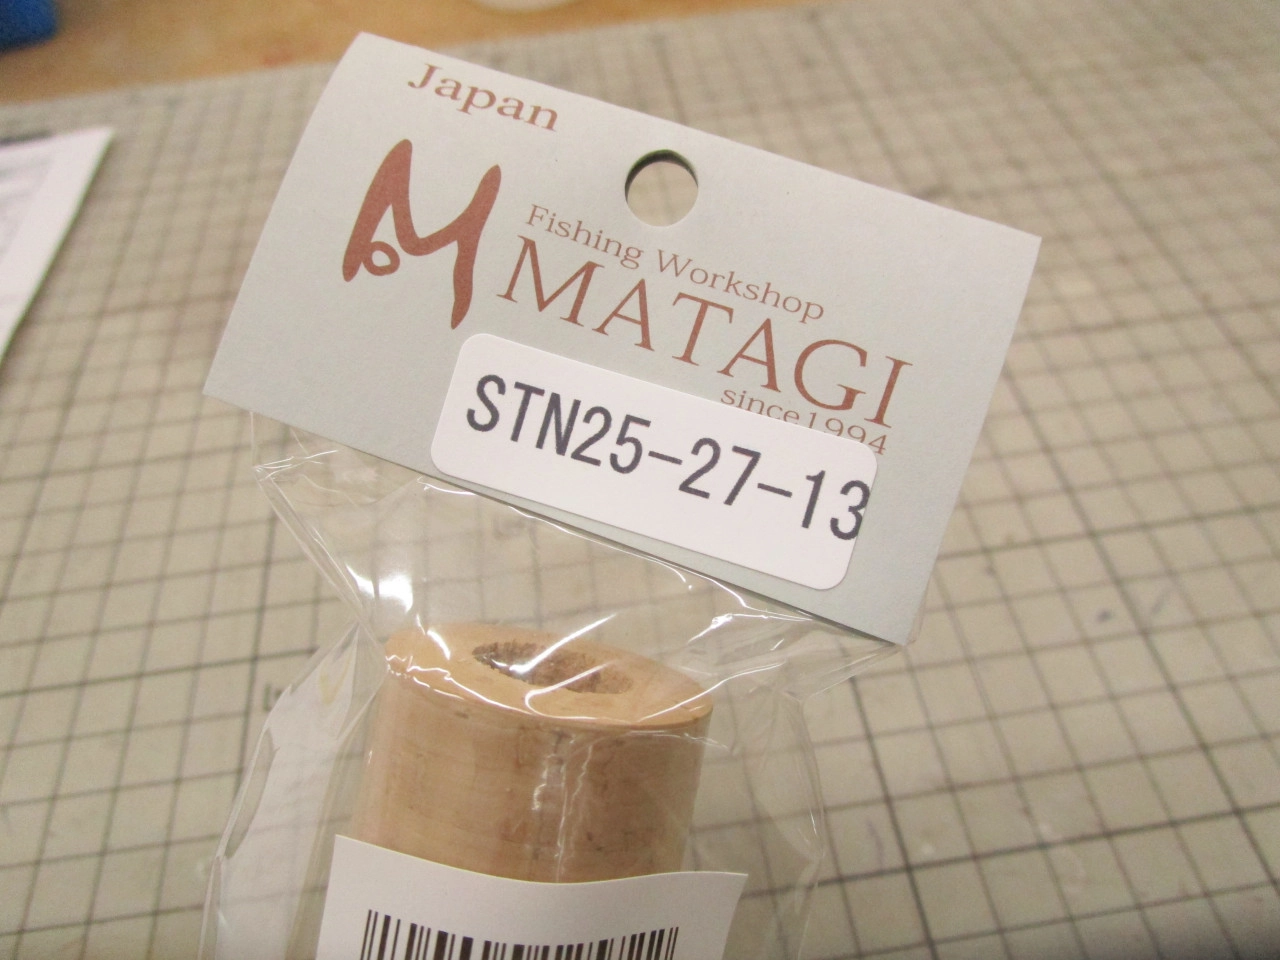 Japan
Fishing Workshop
MATAGI
since1994
STN25-27-13